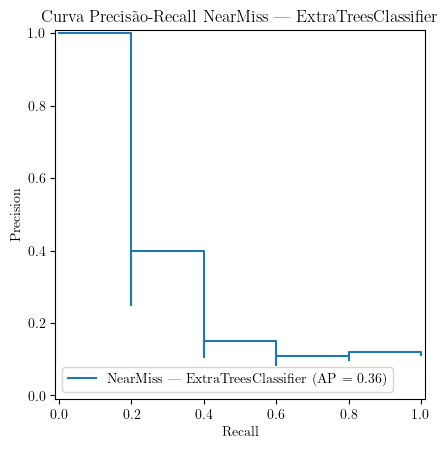 Curva Precisão-Recall NearMiss — ExtraTreesClassifier
1.0
0.8
0.6
0.4
0.2
0.0
Precision
NearMiss — ExtraTreesClassifier (AP = 0.36)
0.0 0.2 0.4 0.6 0.8 1.0
Recall